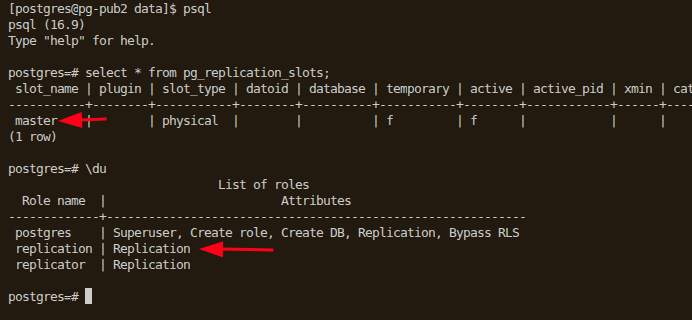 [postgres@pg-pub2 data]$ psql
psql (16.9)
Type "help" for help.

postgres=# select * from pg_replication_slots;
 slot_name | plugin | slot_type | datoid | database | temporary | active | active_pid | xmin | cat
-----------+--------+-----------+--------+----------+-----------+--------+------------+------+----
 master    |        | physical  |        |          | f         | f      |            |      |
(1 row)

postgres=# \du
                              List of roles
  Role name  |                         Attributes
-------------+------------------------------------------------------------
 postgres    | Superuser, Create role, Create DB, Replication, Bypass RLS
 replication | Replication
 replicator  | Replication

postgres=#